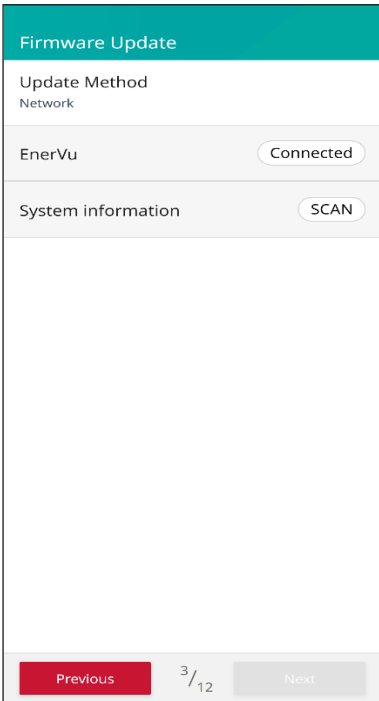 Firmware Update
Update Method
Network
EnerVu Connected
System information SCAN
Previous 3/12 Next